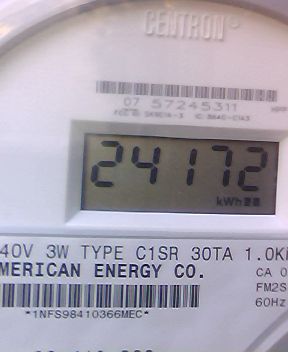 CENTRON®
07 57245311
24172
kWh
40V 3W TYPE C1SR 30TA 1.0K
MERICAN ENERGY CO.
CA 0
FM2S
60Hz
*1NFS98410366MEC*